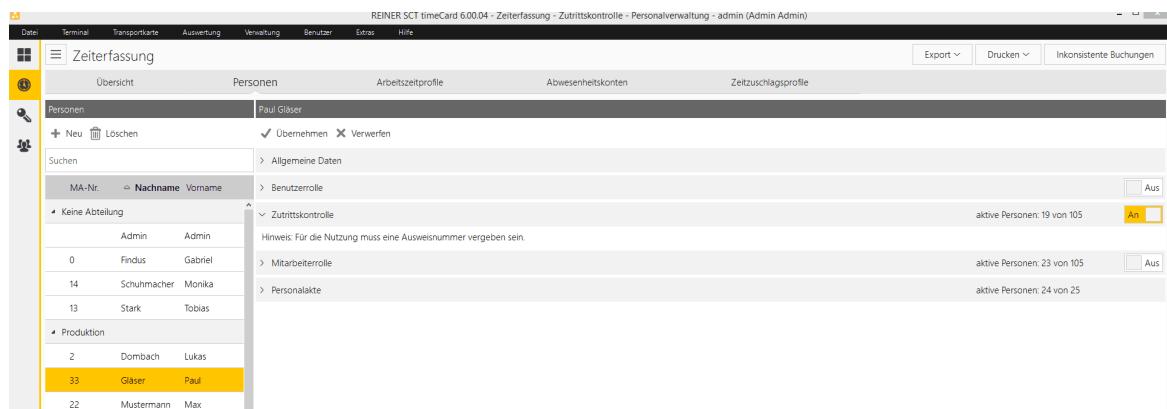 REINER SCT timeCard 6.00.04 - Zeiterfassung - Zutrittskontrolle - Personalverwaltung - admin (Admin Admin)
Datei Terminal Transportkarte Auswertung Verwaltung Benutzer Extras Hilfe
Zeiterfassung Export Drucken Inkonsistente Buchungen
Übersicht Personen Arbeitszeitprofile Abwesenheitskonten Zeitzuschlagsprofile
Personen
Neu Löschen
Suchen
MA-Nr. Nachname Vorname
Keine Abteilung
Admin Admin
0 Findus Gabriel
14 Schuhmacher Monika
13 Stark Tobias
Produktion
2 Dombach Lukas
33 Gläser Paul
22 Mustermann Max
Paul Gläser
Übernehmen Verwerfen
Allgemeine Daten
Benutzerrolle Aus
Zutrittskontrolle aktive Personen: 19 von 105 An
Hinweis: Für die Nutzung muss eine Ausweisnummer vergeben sein.
Mitarbeiterrolle aktive Personen: 23 von 105 Aus
Personalakte aktive Personen: 24 von 25